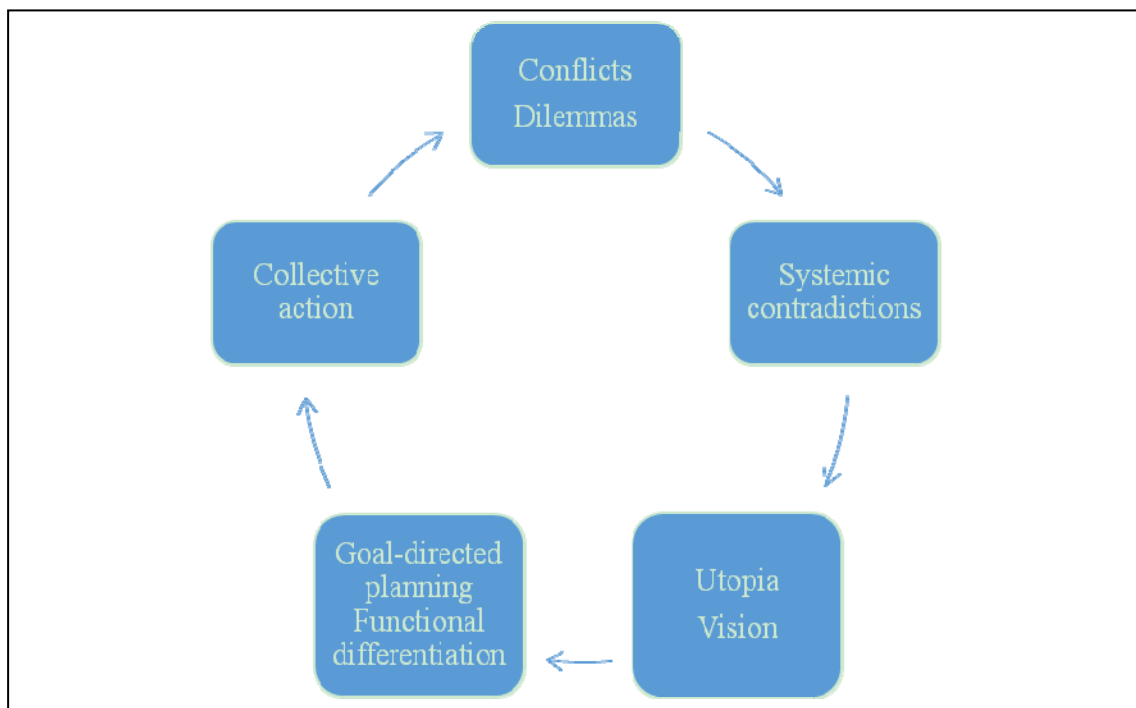 Conflicts
Dilemmas
Systemic
contradictions
Utopia
Vision
Goal-directed
planning
Functional
differentiation
Collective
action